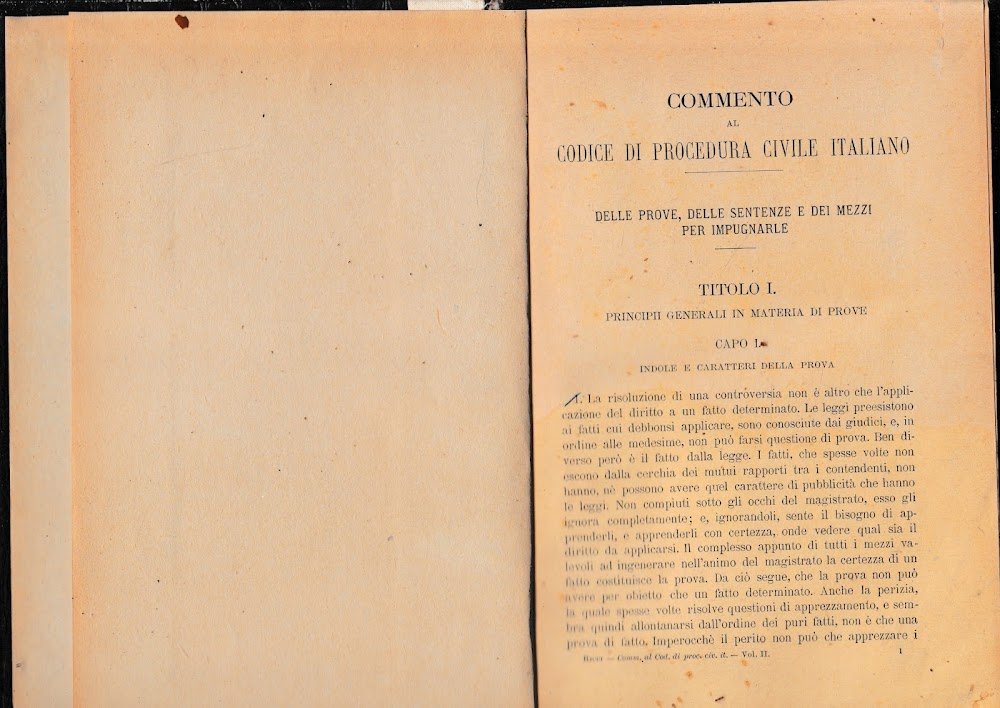 COMMENTO
AL
CODICE DI PROCEDURA CIVILE ITALIANO
DELLE PROVE, DELLE SENTENZE E DEI MEZZI
PER IMPUGNARLE
TITOLO I.
PRINCIPII GENERALI IN MATERIA DI PROVE
CAPO I.
INDOLE E CARATTERI DELLA PROVA
1. La risoluzione di una controversia non è altro che l'appli-
cazione del diritto a un fatto determinato. Le leggi preesistono
ai fatti cui debbonsi applicare, sono conosciute dai giudici, e, in
ordine alle medesime, non può farsi questione di prova. Ben di-
verso però è il fatto dalla legge. I fatti, che spesse volte non
escono dalla cerchia dei mutui rapporti tra i contendenti, non
hanno, nè possono avere quel carattere di pubblicità che hanno
le leggi. Non compiuti sotto gli occhi del magistrato, esso gli
ignora completamente; e, ignorandoli, sente il bisogno di ap-
prenderli, e apprenderli con certezza, onde vedere qual sia il
diritto da applicarsi. Il complesso appunto di tutti i mezzi va-
levoli ad ingenerare nell'animo del magistrato la certezza di un
fatto costituisce la prova. Da ciò segue, che la prova non può
avere per obietto che un fatto determinato. Anche la perizia,
la quale spesse volte risolve questioni di apprezzamento, e sem-
bra quindi allontanarsi dall'ordine dei puri fatti, non è che una
prova di fatto. Imperocchè il perito non può che apprezzare i
RICCI — Comm. al Cod. di proc. civ. it. — Vol. II. 1